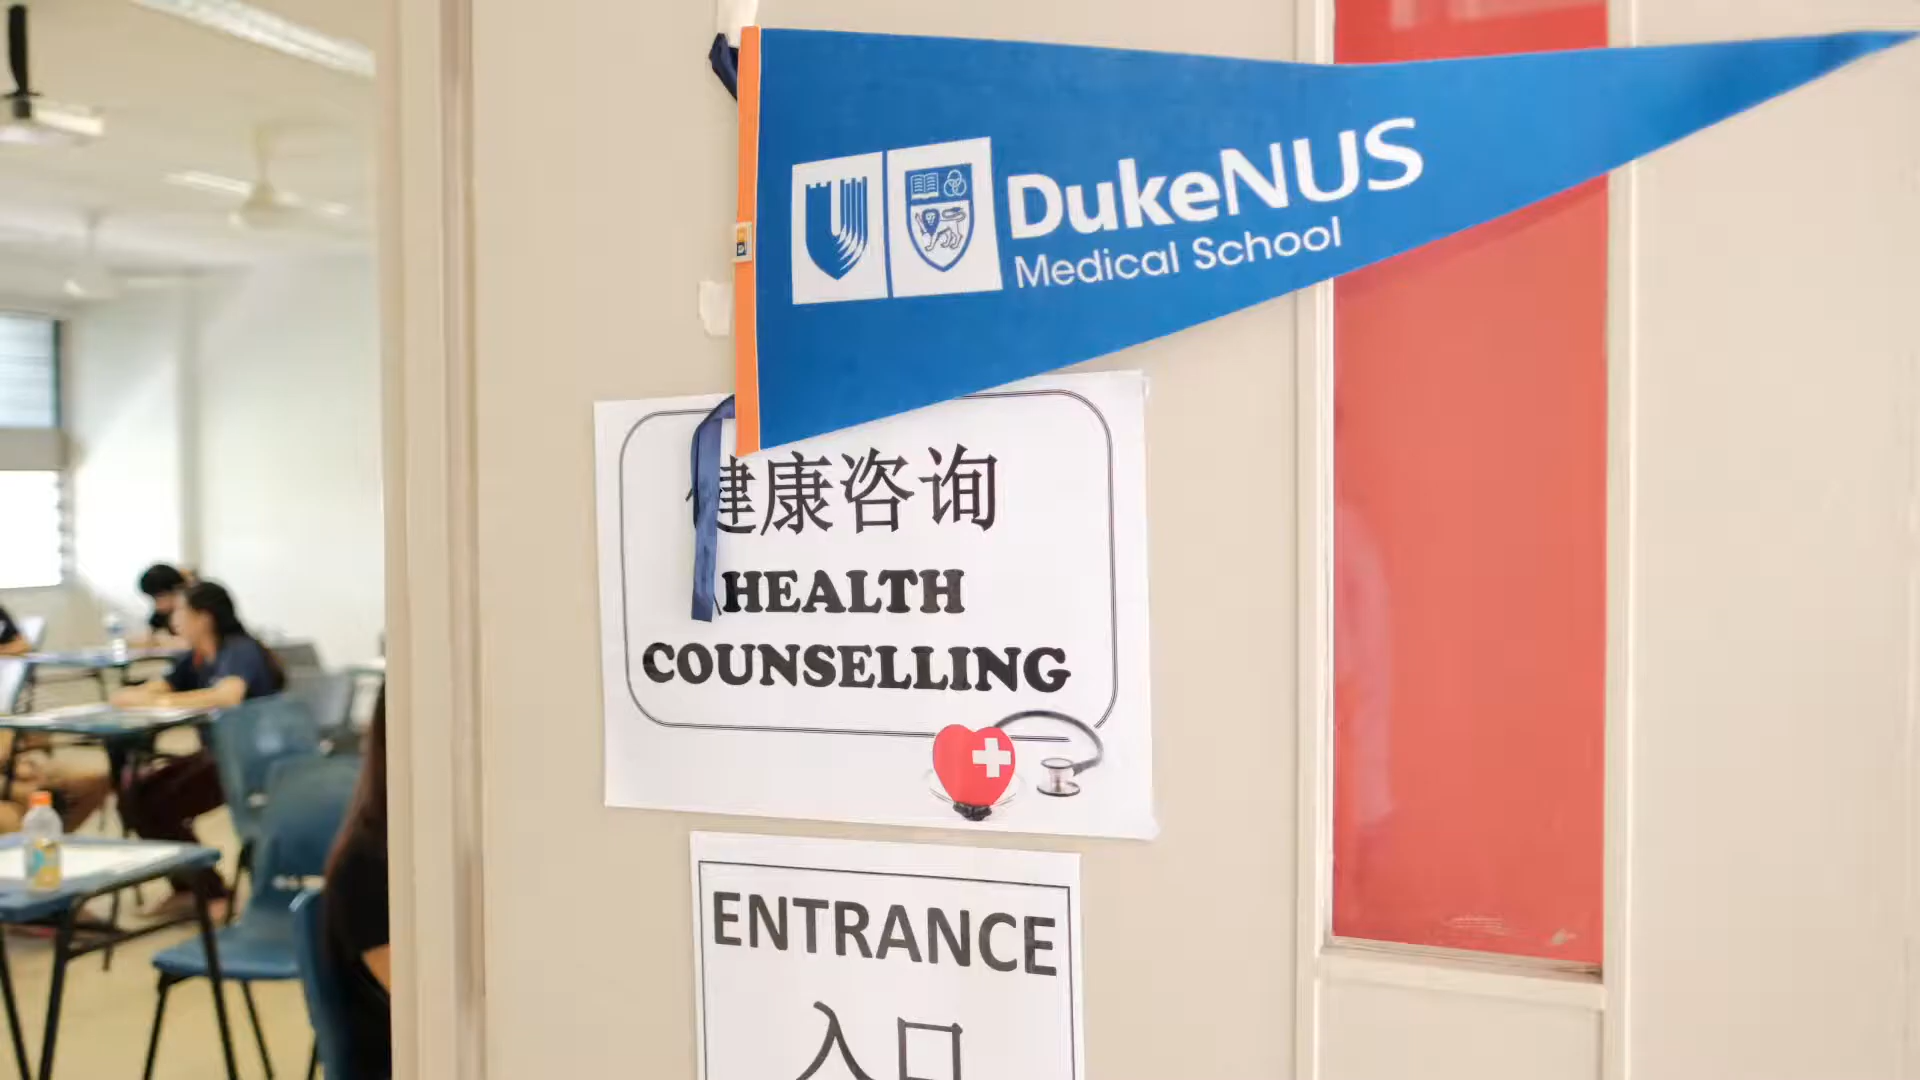 DukeNUS
Medical School
健康咨询
HEALTH
COUNSELLING
ENTRANCE
入口